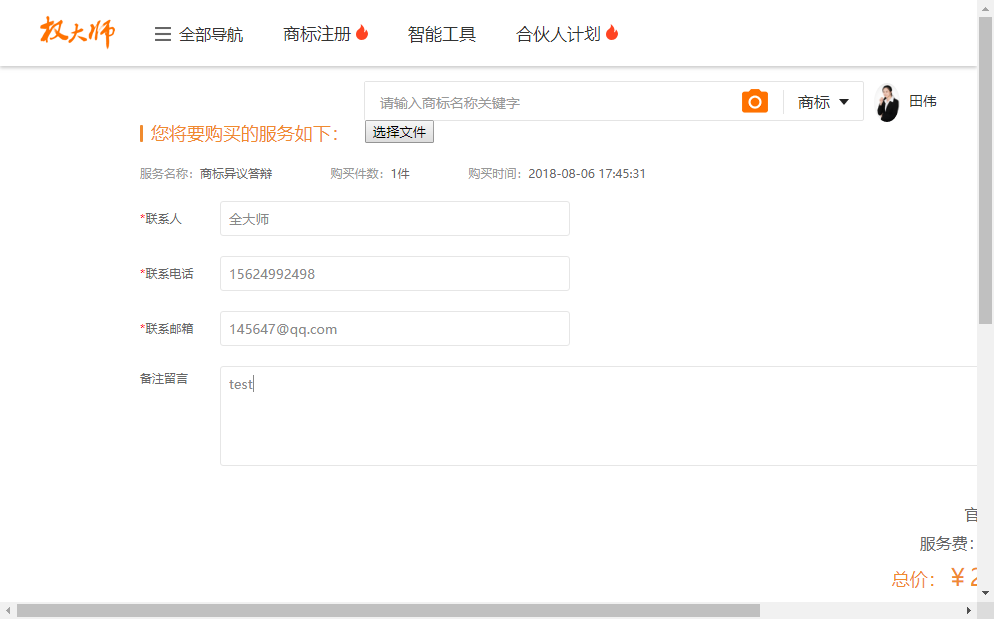 权大师
全部导航 商标注册 智能工具 合伙人计划
请输入商标名称关键字 商标 田伟
您将要购买的服务如下： 选择文件
服务名称：商标异议答辩 购买件数：1件 购买时间：2018-08-06 17:45:31
*联系人 全大师
*联系电话 15624992498
*联系邮箱 145647@qq.com
备注留言 test
官
服务费：
总价：￥2